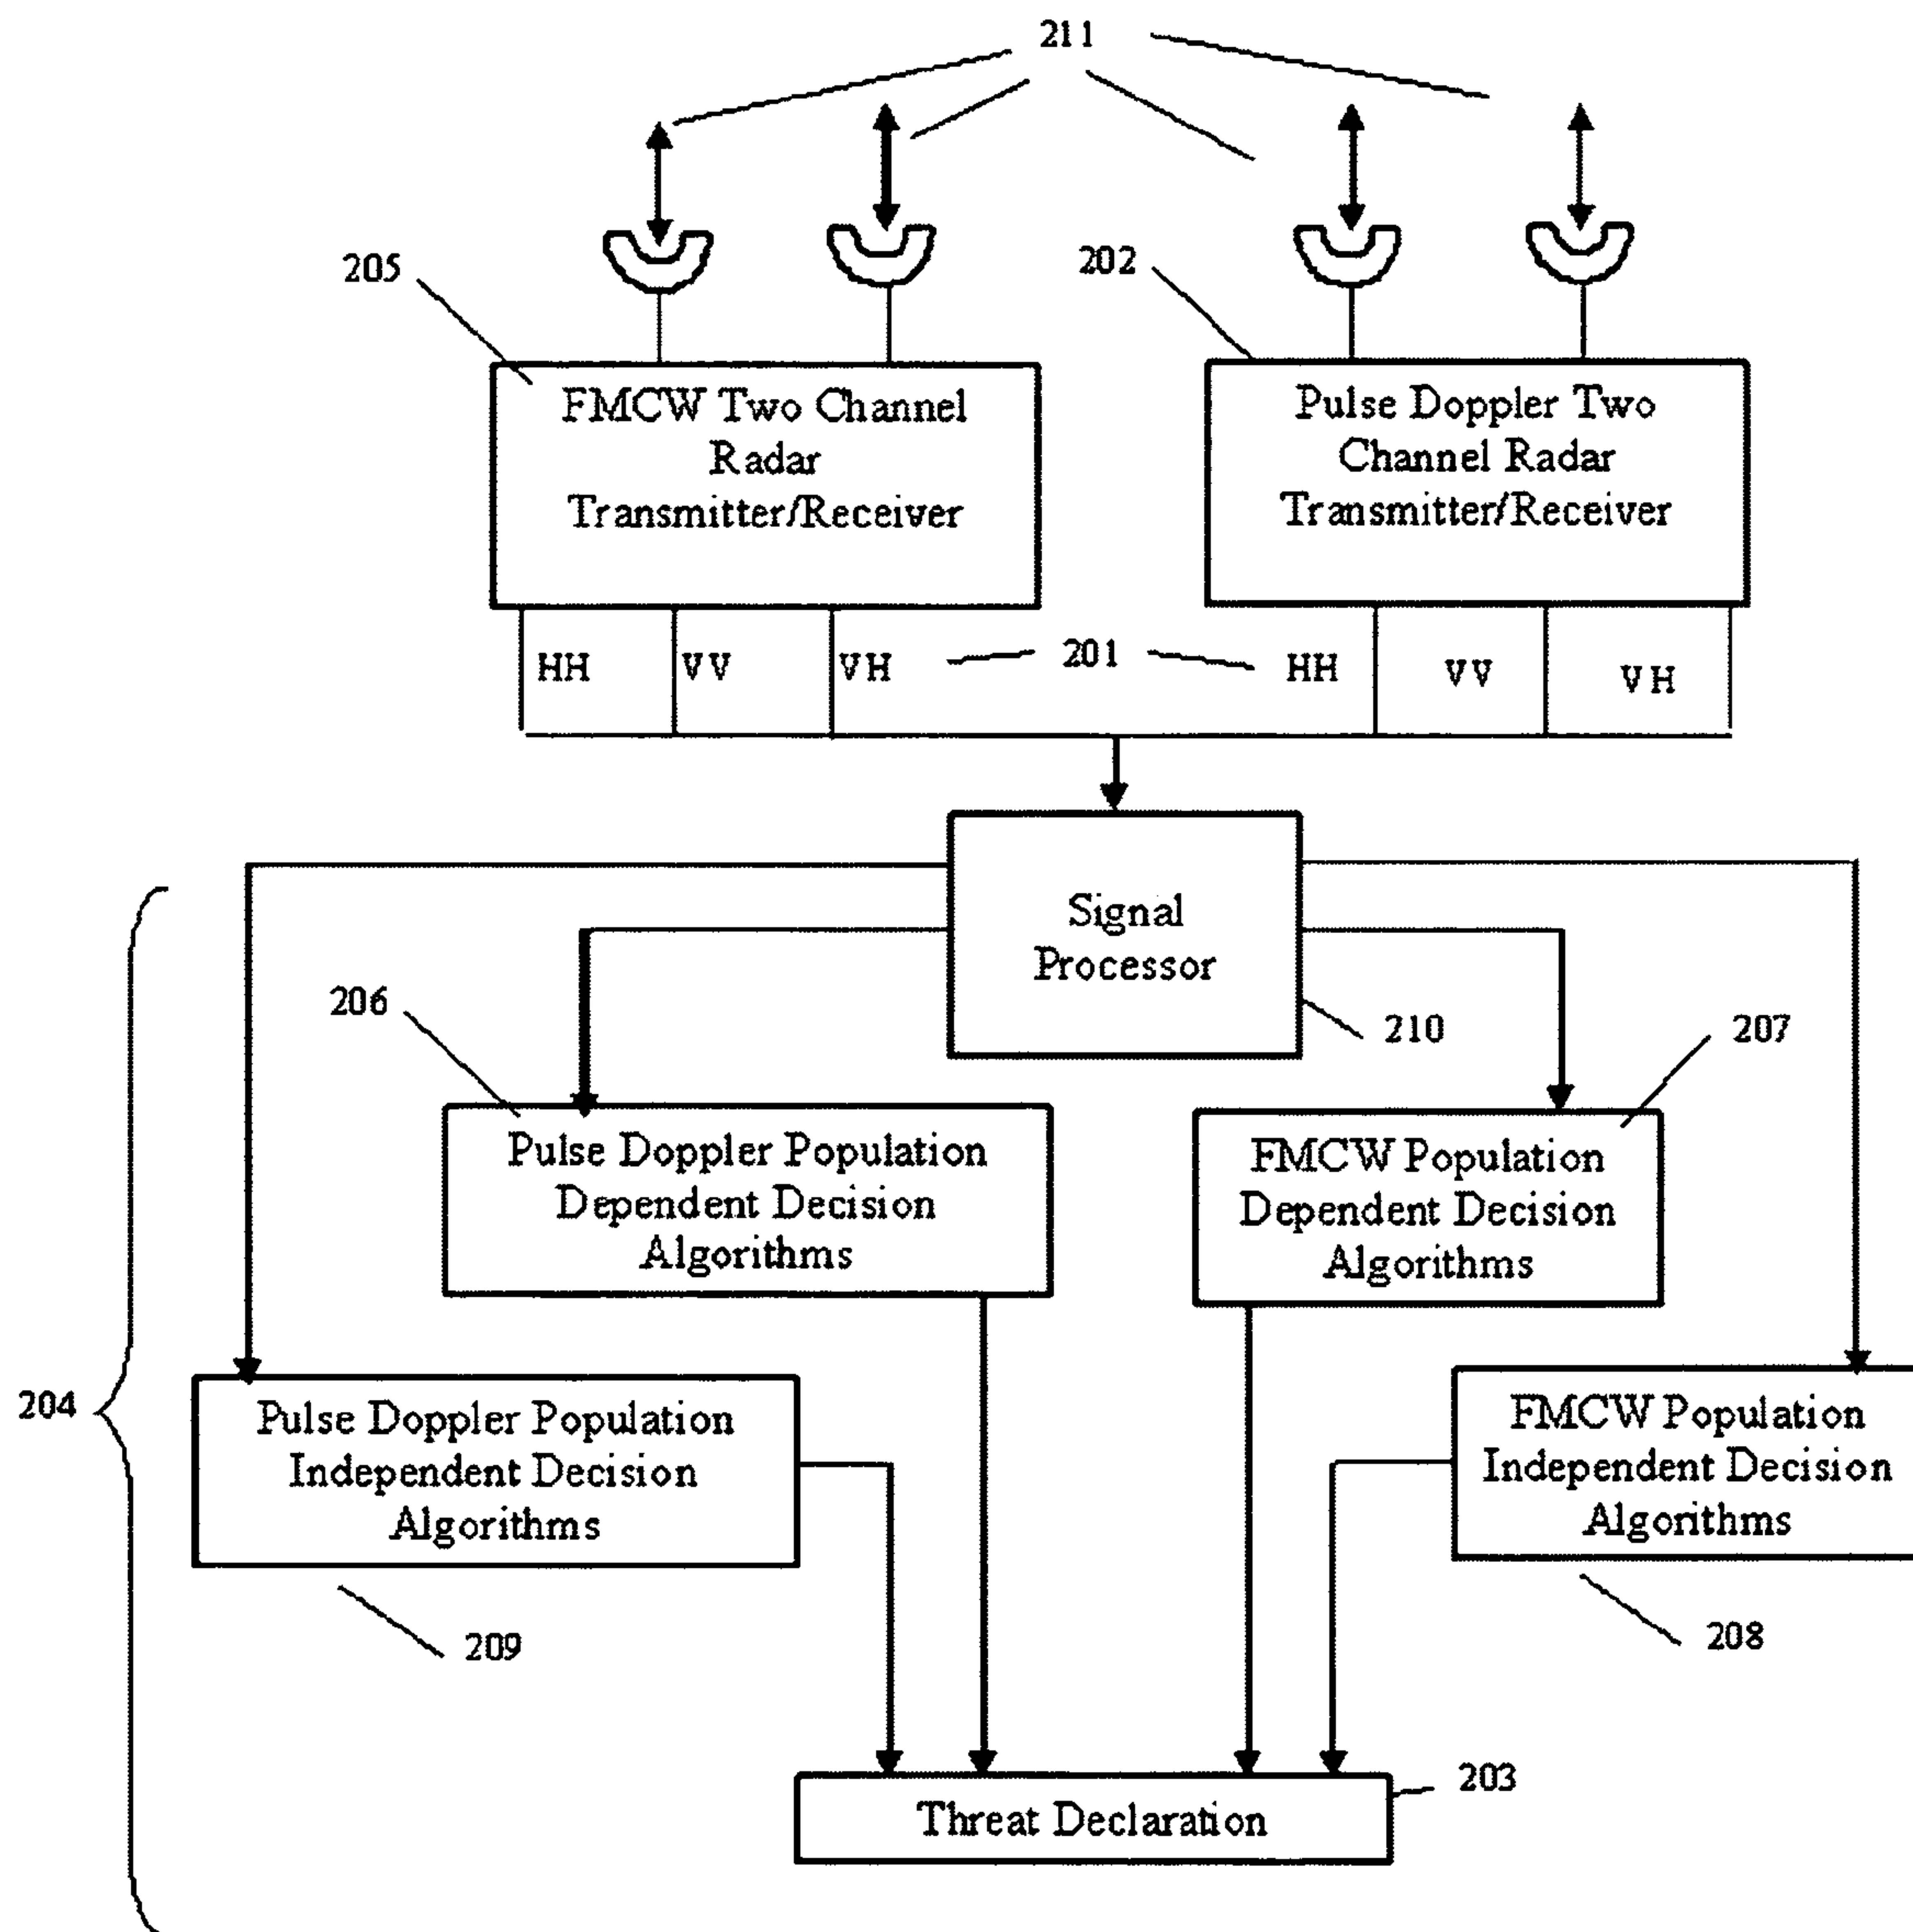 211
205
202
FMCW Two Channel
Radar
Transmitter/Receiver
Pulse Doppler Two
Channel Radar
Transmitter/Receiver
HH
VV
VH
201
HH
VV
VH
Signal
Processor
206
210
207
Pulse Doppler Population
Dependent Decision
Algorithms
FMCW Population
Dependent Decision
Algorithms
204
Pulse Doppler Population
Independent Decision
Algorithms
FMCW Population
Independent Decision
Algorithms
209
208
203
Threat Declaration